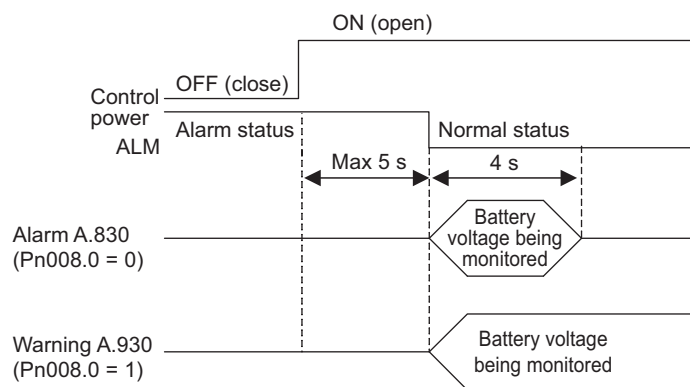 ON (open)
OFF (close)
Control
power
Alarm status
Normal status
ALM
Max 5 s
4 s
Alarm A.830
(Pn008.0 = 0)
Battery
voltage being
monitored
Warning A.930
(Pn008.0 = 1)
Battery voltage
being monitored